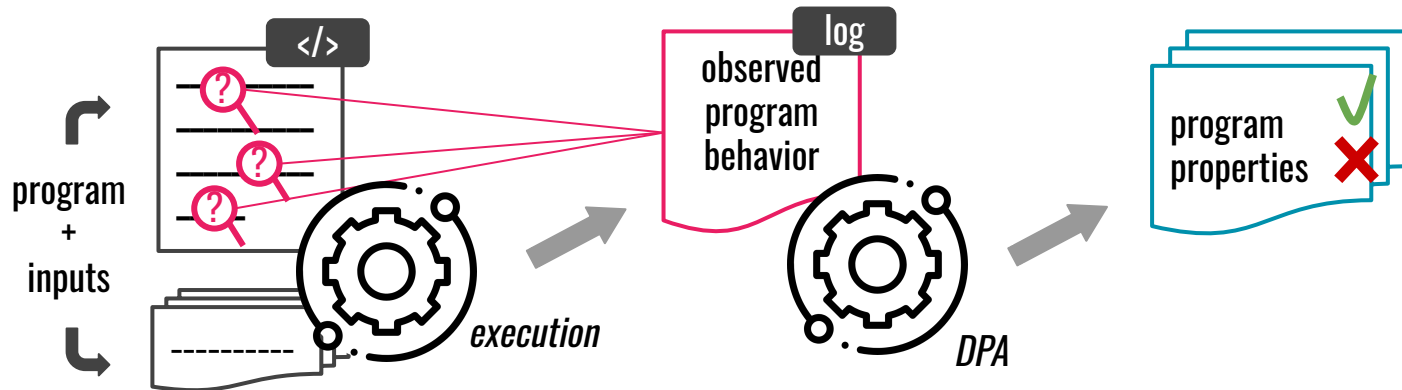 </>
log
observed
program
behavior
?
?
?
program
+
inputs
execution
DPA
program
properties